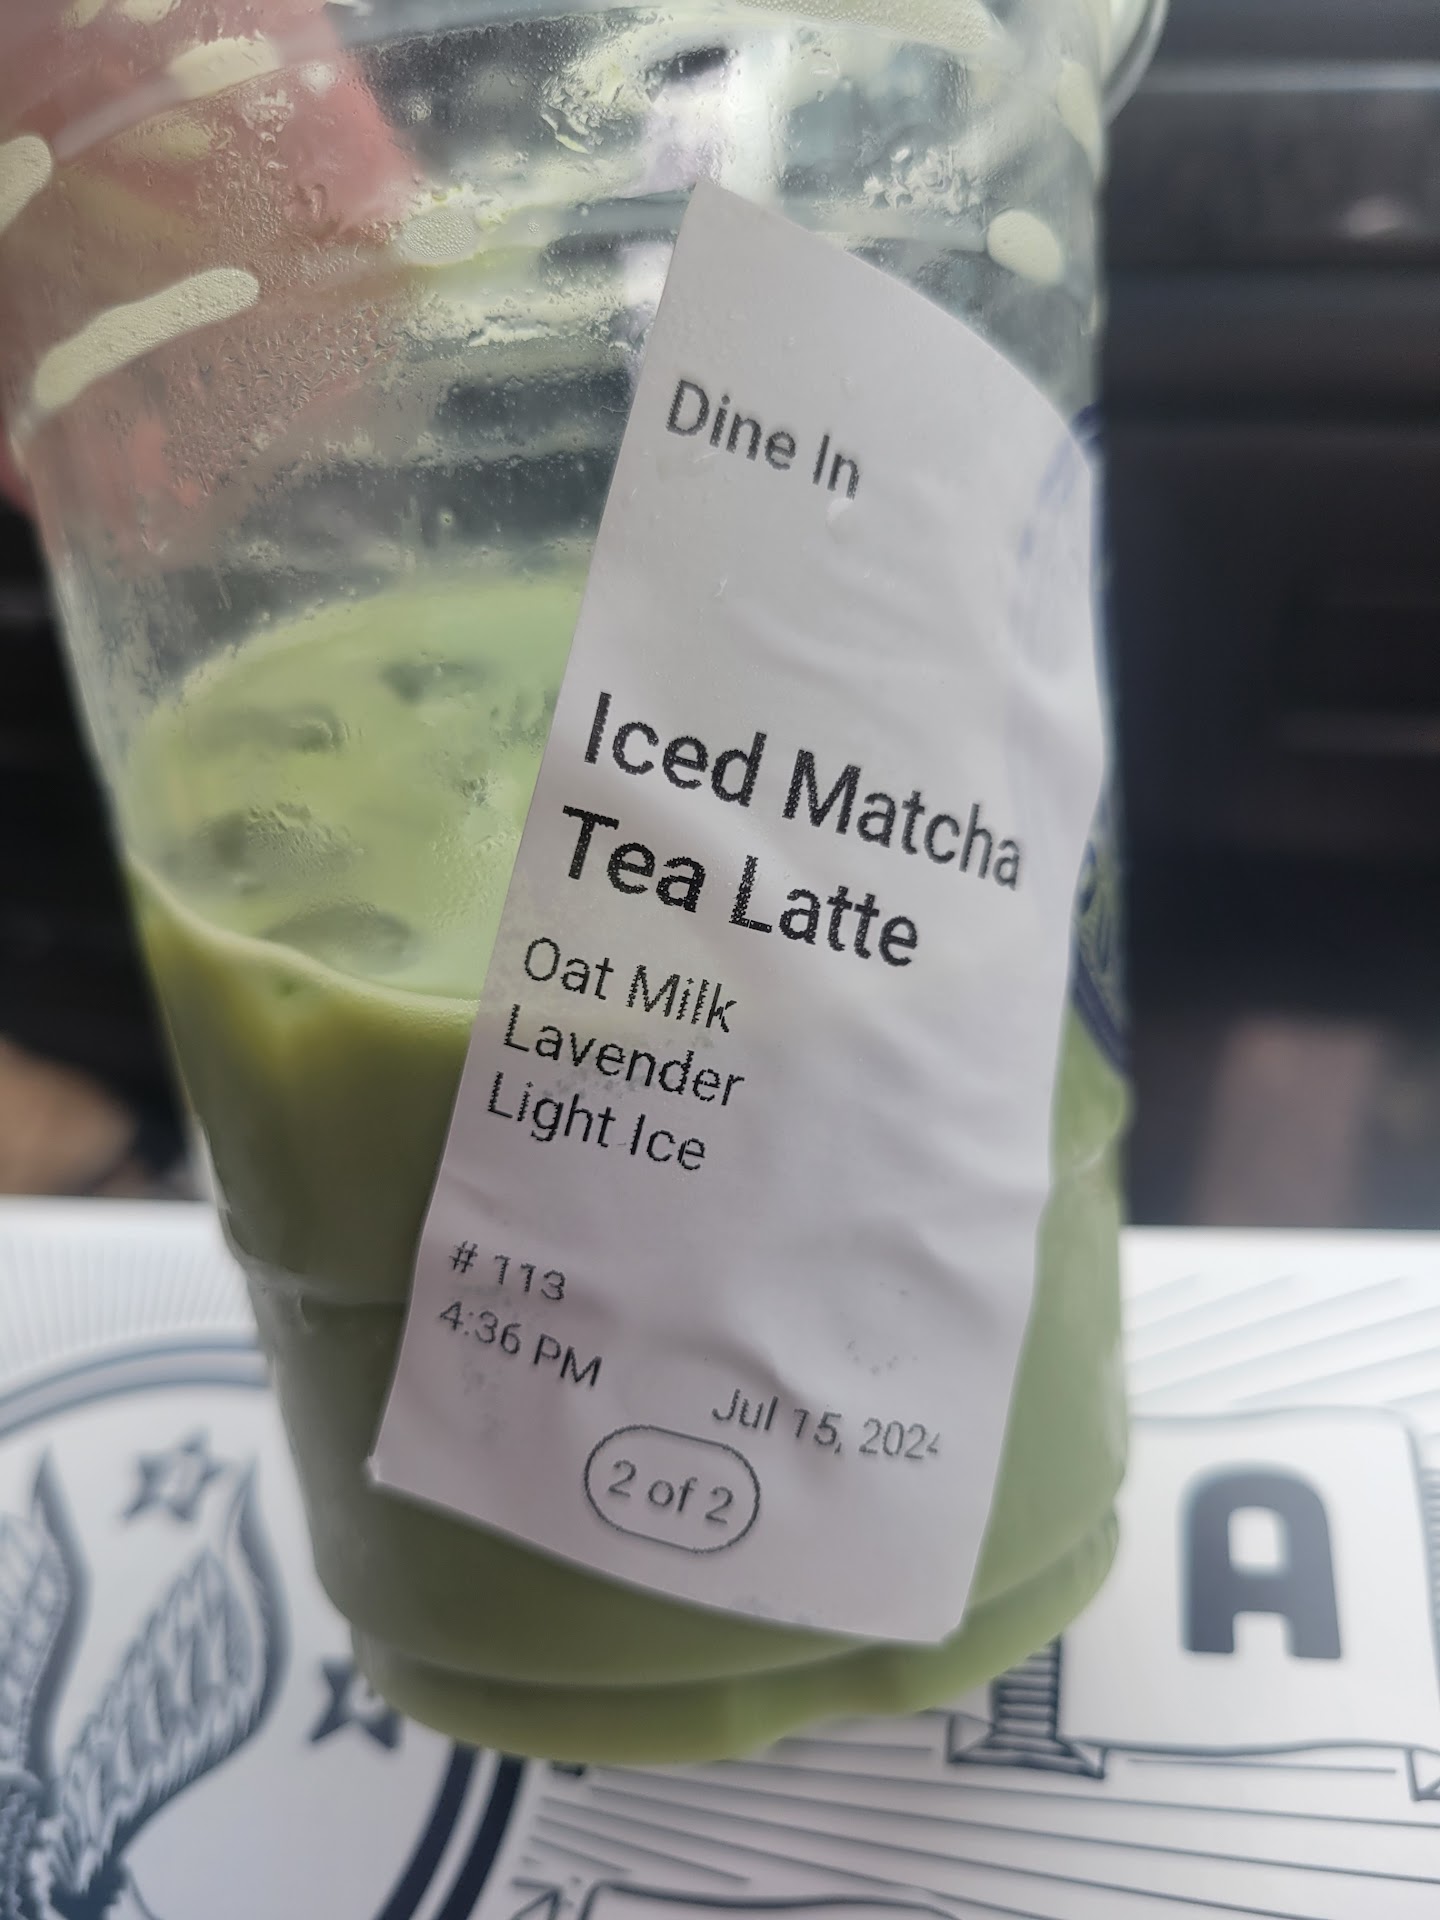 Dine In
Iced Matcha
Tea Latte
Oat Milk
Lavender
Light Ice
# 113
4:36 PM
Jul 15, 2024
2 of 2
A